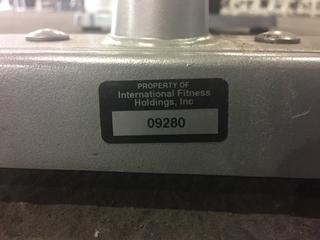 PROPERTY OF
International Fitness
Holdings, Inc
09280